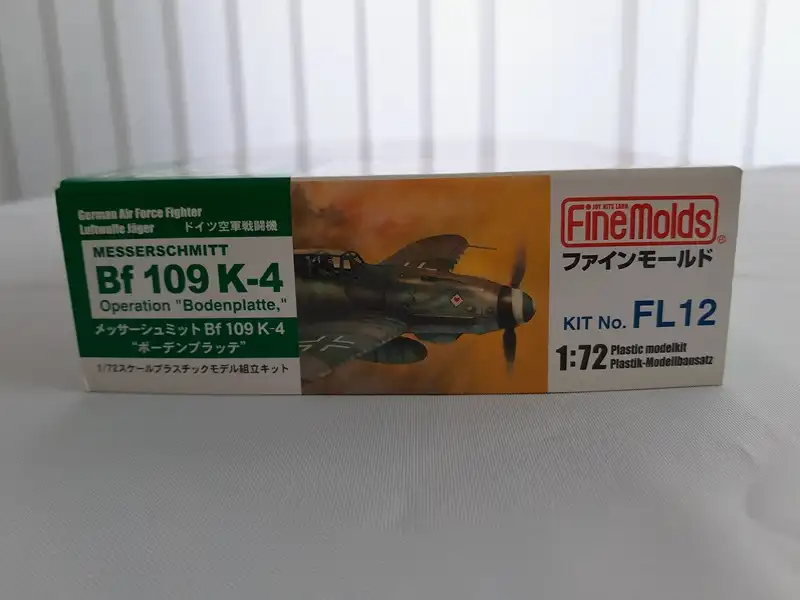 German Air Force Fighter
Luftwaffe Jäger ドイツ空軍戦闘機
MESSERSCHMITT
Bf 109 K-4
Operation "Bodenplatte,"
メッサーシュミット Bf 109 K-4
"ボーデンプラッテ"
1/72スケールプラスチックモデル組立キット
JOY KITS LABO.
FineMolds®
ファインモールド
KIT No. FL12
1:72 Plastic modelkit
Plastik-Modellbausatz